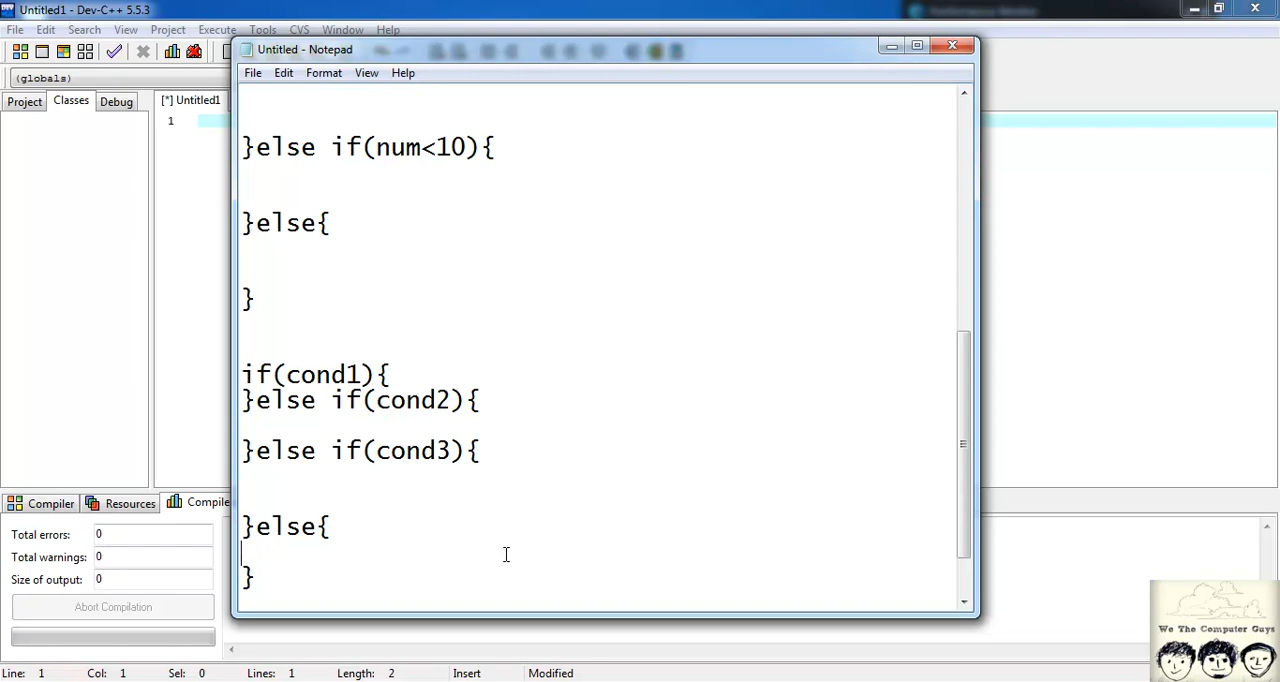 Untitled1 - Dev-C++ 5.5.3
File Edit Search View Project Execute Tools CVS Window Help
(globals)
Project Classes Debug
[*] Untitled1
1
Untitled - Notepad
File Edit Format View Help
}else if(num<10){
}else{
}
if(cond1){
}else if(cond2){
}else if(cond3){
}else{
}
Compiler Resources Compile
Total errors: 0
Total warnings: 0
Size of output: 0
Abort Compilation
We The Computer Guys
Line: 1 Col: 1 Sel: 0 Lines: 1 Length: 2 Insert Modified